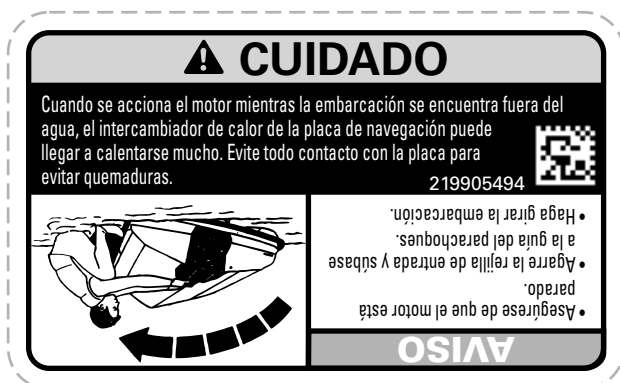 CUIDADO
Cuando se acciona el motor mientras la embarcación se encuentra fuera del
agua, el intercambiador de calor de la placa de navegación puede
llegar a calentarse mucho. Evite todo contacto con la placa para
evitar quemaduras.
219905494
AVISO
• Asegúrese de que el motor está
parado.
• Agarre la rejilla de entrada y súbase
a la guía del parachoques.
• Haga girar la embarcación.